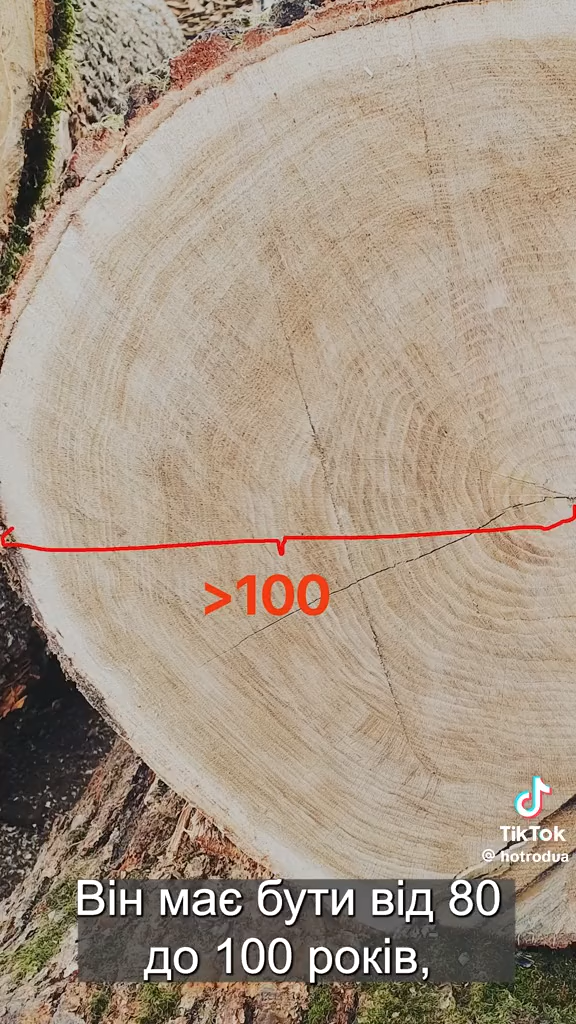 >100
TikTok
@ notrodua
Він має бути від 80
до 100 років,